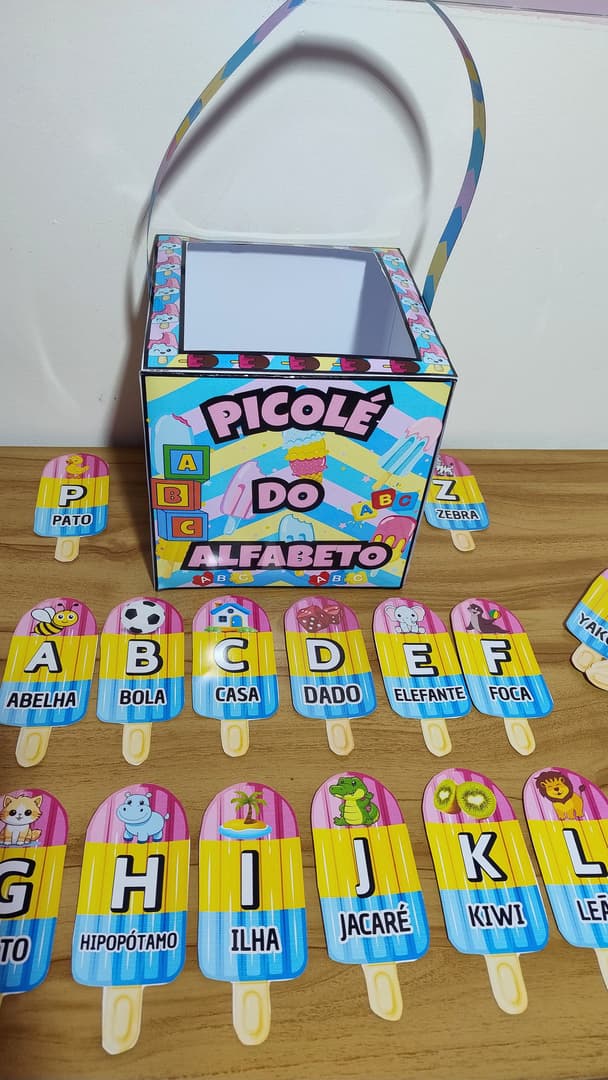 PICOLÉ
DO
ALFABETO
A
B
C
A B C
A B C
A B C
P
PATO
Z
ZEBRA
A
ABELHA
B
BOLA
C
CASA
D
DADO
E
ELEFANTE
F
FOCA
G
H
HIPOPÓTAMO
I
ILHA
J
JACARÉ
K
KIWI
L